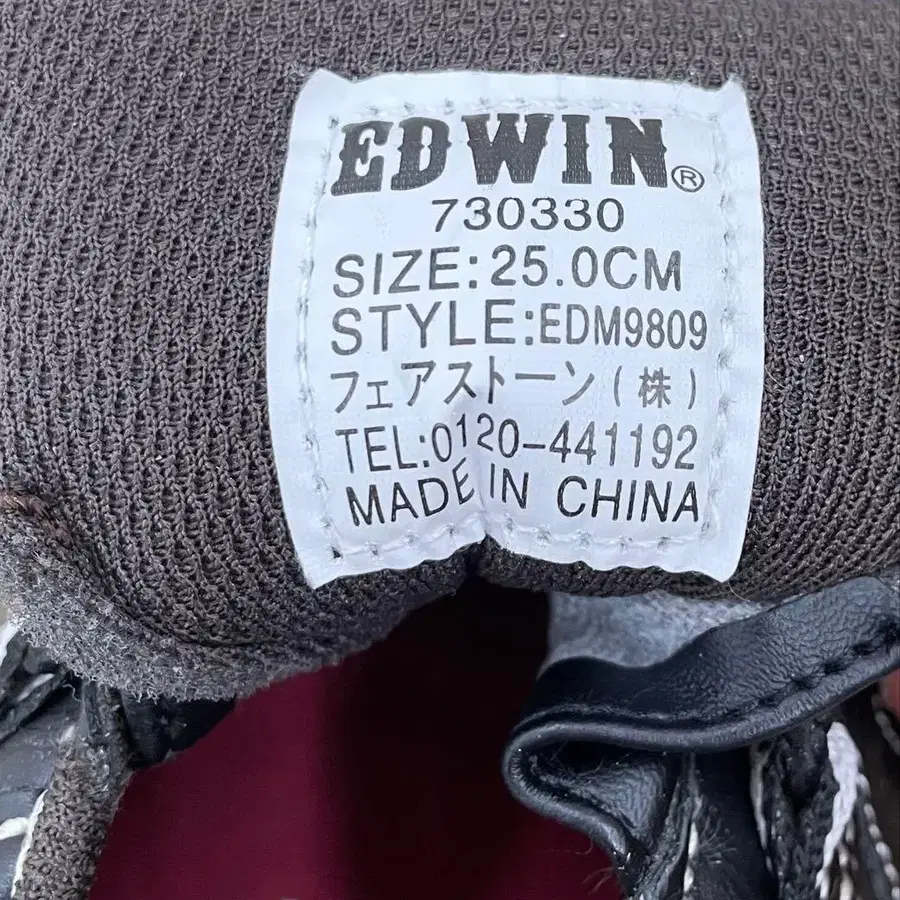 EDWIN®
730330
SIZE:25.0CM
STYLE:EDM9809
フェアストーン(株)
TEL:0120-441192
MADE IN CHINA